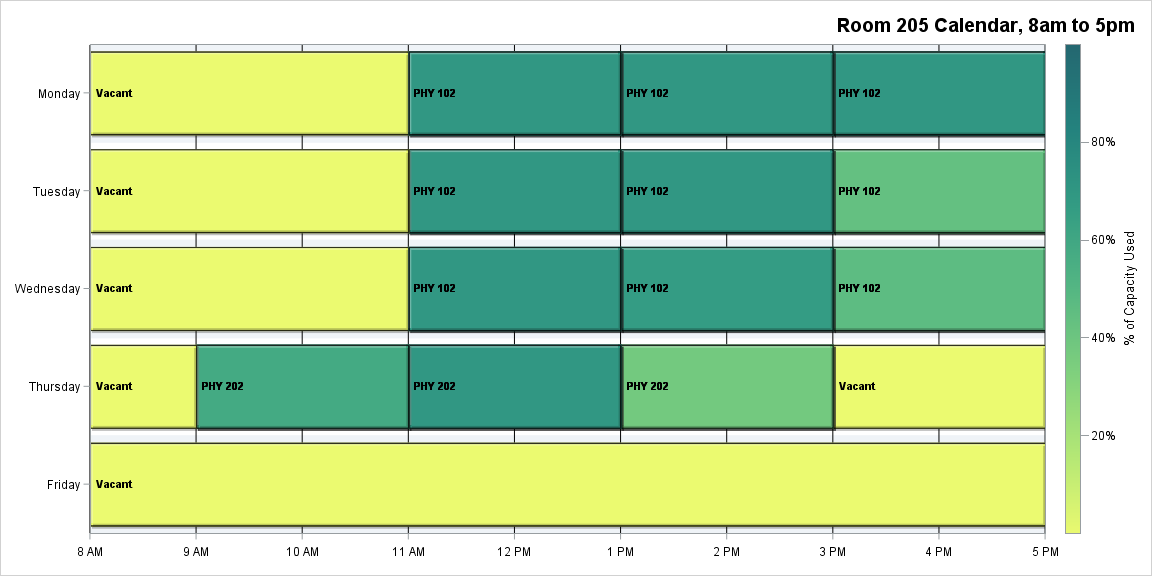 Room 205 Calendar, 8am to 5pm
Monday
Vacant
PHY 102
PHY 102
PHY 102
Tuesday
Vacant
PHY 102
PHY 102
PHY 102
Wednesday
Vacant
PHY 102
PHY 102
PHY 102
Thursday
Vacant
PHY 202
PHY 202
PHY 202
Vacant
Friday
Vacant
8 AM
9 AM
10 AM
11 AM
12 PM
1 PM
2 PM
3 PM
4 PM
5 PM
80%
60%
40%
20%
% of Capacity Used